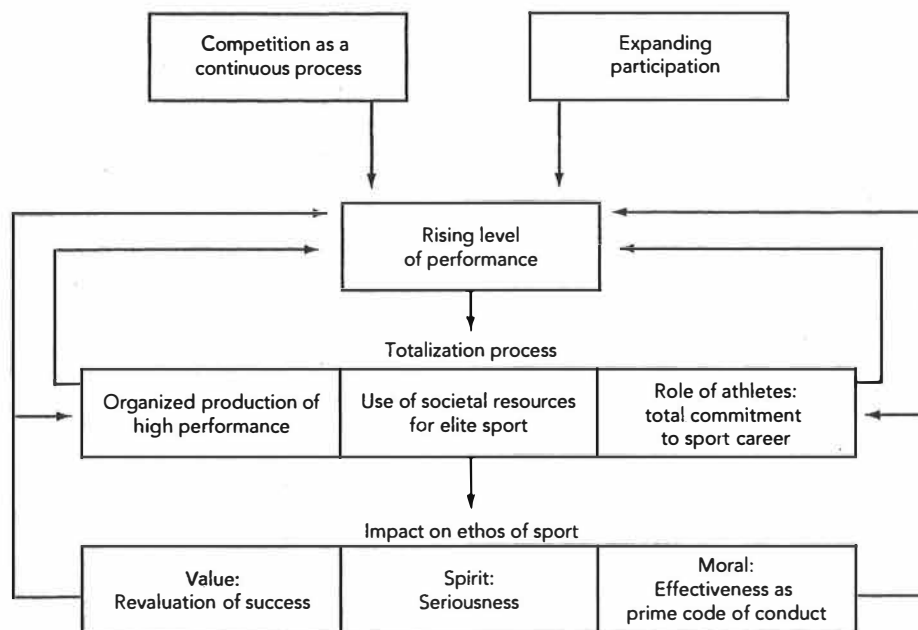 Competition as a
continuous process
Expanding
participation
Rising level
of performance
Totalization process
Organized production of
high performance
Use of societal resources
for elite sport
Role of athletes:
total commitment
to sport career
Impact on ethos of sport
Value:
Revaluation of success
Spirit:
Seriousness
Moral:
Effectiveness as
prime code of conduct